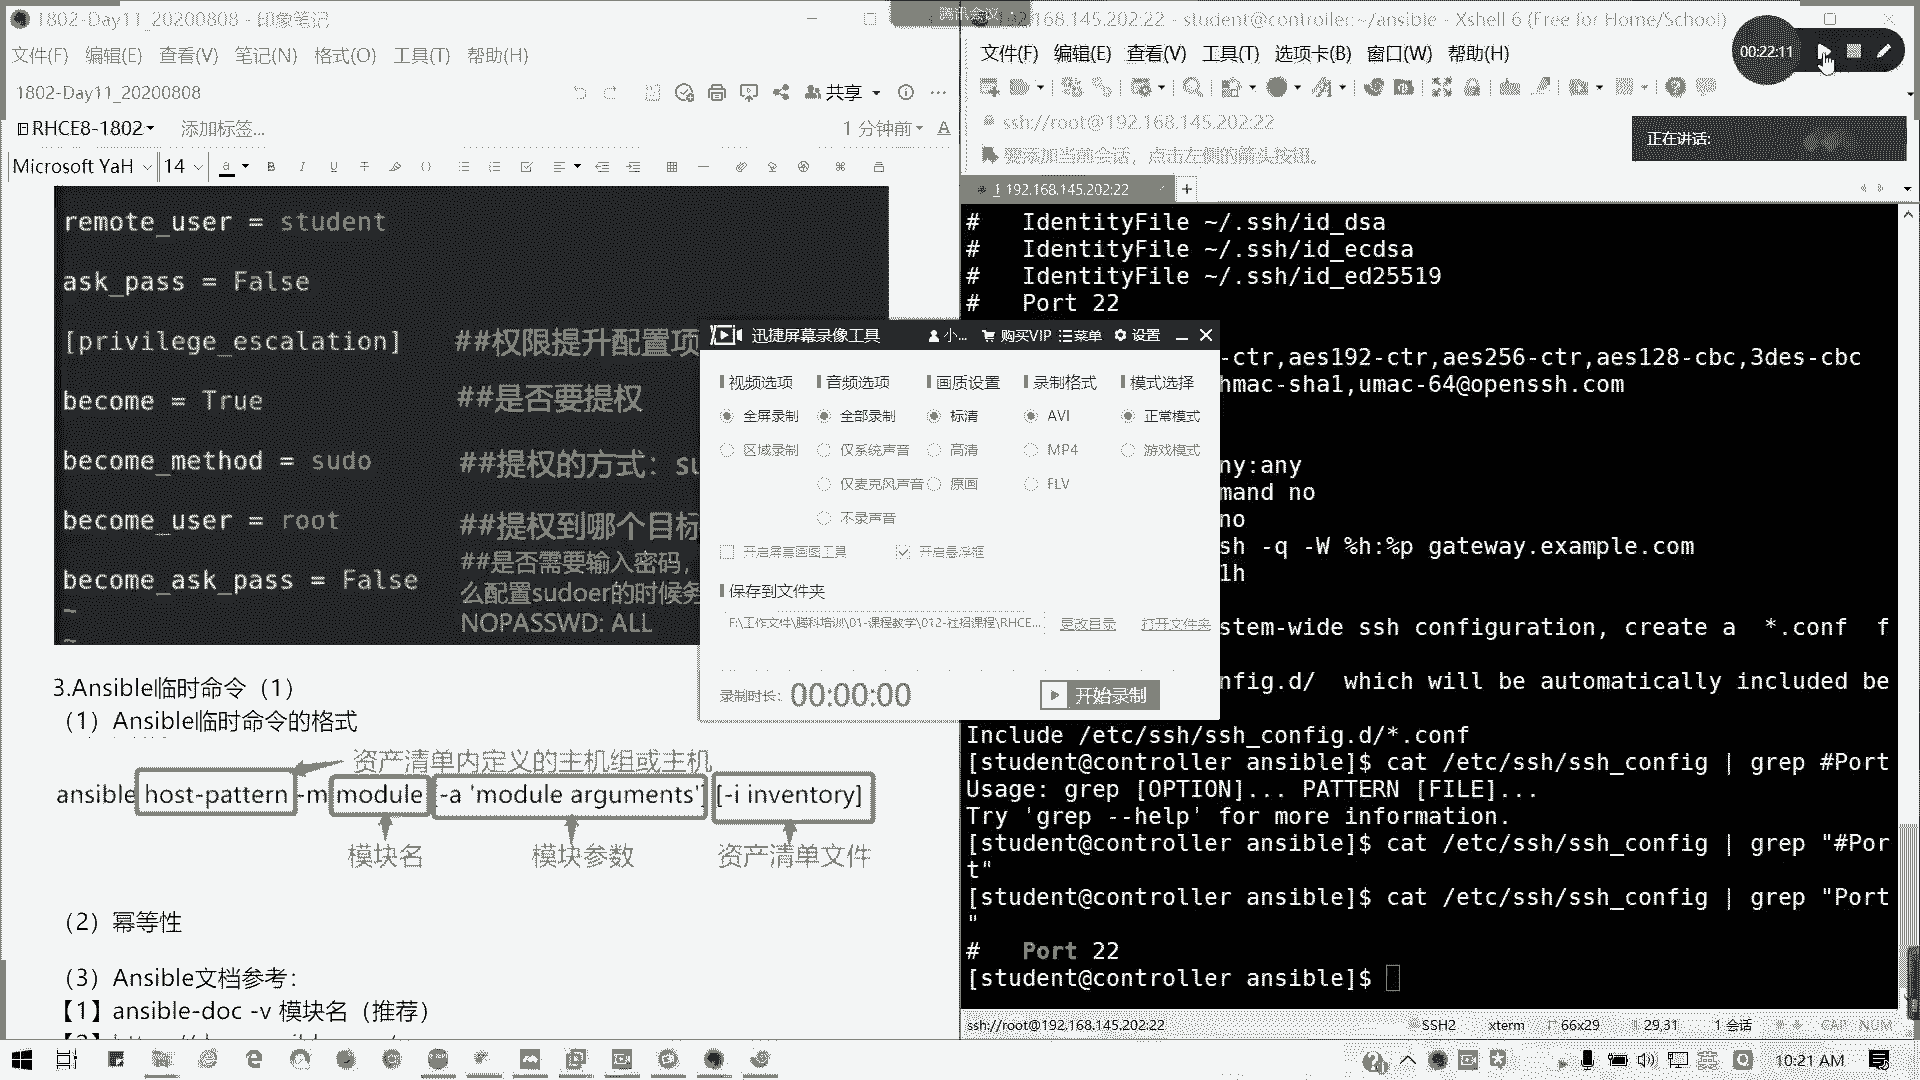 1802-Day11_20200808 - 印象笔记
文件(F) 编辑(E) 查看(V) 笔记(N) 格式(O) 工具(T) 帮助(H)
1802-Day11_20200808
共享
RHCE8-1802
添加标签...
1 分钟前
Microsoft YaH
14
remote_user = student
ask_pass = False
[privilege_escalation] ##权限提升配置项
become = True ##是否要提权
become_method = sudo ##提权的方式：su
become_user = root ##提权到哪个目标
##是否需要输入密码，
become_ask_pass = False
么配置sudoer的时候务
NOPASSWD: ALL
~
~
3.Ansible临时命令（1）
（1）Ansible临时命令的格式
资产清单内定义的主机组或主机
ansible host-pattern -m module [-a 'module arguments'] [-i inventory]
模块名 模块参数 资产清单文件
（2）幂等性
（3）Ansible文档参考：
【1】ansible-doc -v 模块名（推荐）
腾讯会议
168.145.202:22 - student@controller:~/ansible - Xshell 6 (Free for Home/School)
文件(F) 编辑(E) 查看(V) 工具(T) 选项卡(B) 窗口(W) 帮助(H)
00:22:11
ssh://root@192.168.145.202:22
要添加当前会话，点击左侧的箭头按钮。
正在讲话:
1 192.168.145.202:22
# IdentityFile ~/.ssh/id_dsa
# IdentityFile ~/.ssh/id_ecdsa
# IdentityFile ~/.ssh/id_ed25519
# Port 22
-ctr,aes192-ctr,aes256-ctr,aes128-cbc,3des-cbc
hmac-sha1,umac-64@openssh.com
ny:any
mand no
no
sh -q -W %h:%p gateway.example.com
1h
stem-wide ssh configuration, create a *.conf f
nfig.d/ which will be automatically included be
Include /etc/ssh/ssh_config.d/*.conf
[student@controller ansible]$ cat /etc/ssh/ssh_config | grep #Port
Usage: grep [OPTION]... PATTERN [FILE]...
Try 'grep --help' for more information.
[student@controller ansible]$ cat /etc/ssh/ssh_config | grep "#Por
t"
[student@controller ansible]$ cat /etc/ssh/ssh_config | grep "Port
"
# Port 22
[student@controller ansible]$
ssh://root@192.168.145.202:22
SSH2 xterm 66x29 29,31 1 会话 CAP NUM
迅捷屏幕录像工具
小... 购买VIP 菜单 设置
视频选项 音频选项 画质设置 录制格式 模式选择
全屏录制 全部录制 标清 AVI 正常模式
区域录制 仅系统声音 高清 MP4 游戏模式
仅麦克风声音 原画 FLV
不录声音
开启屏幕画图工具 开启悬浮框
保存到文件夹
F:\工作文件\腾科培训\01-课程教学\012-社招课程\RHCE...
更改目录 打开文件夹
录制时长: 00:00:00
开始录制
10:21 AM